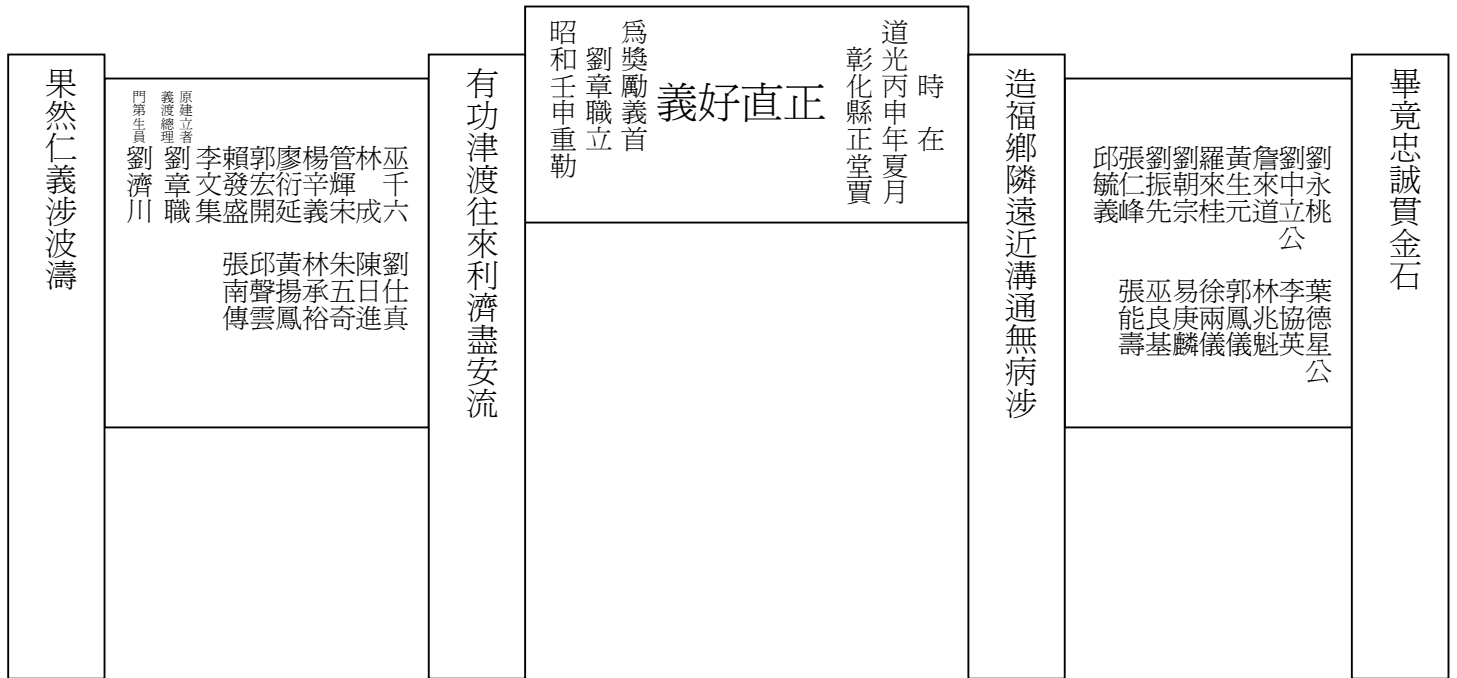 畢竟忠誠貫金石
劉永桃
劉中立公
詹來道
黃生元
羅來桂
劉朝宗
劉振先
張仁峰
邱毓義
葉德星公
李協英
林兆魁
郭鳳儀
徐兩儀
易庚麟
巫良基
張能壽
造福鄉隣遠近溝通無病涉
時在
道光丙申年夏月
彰化縣正堂賈
義好直正
爲獎勵義首
劉章職立
昭和壬申重勒
有功津渡往來利濟盡安流
巫千六
林成
管輝宋
楊辛義
廖衍延
郭宏開
賴發盛
李文集
劉仕真
陳日進
朱五奇
林承裕
黃揚鳳
邱聲雲
張南傳
原建立者
義渡總理
劉章職
門第生員
劉濟川
果然仁義涉波濤